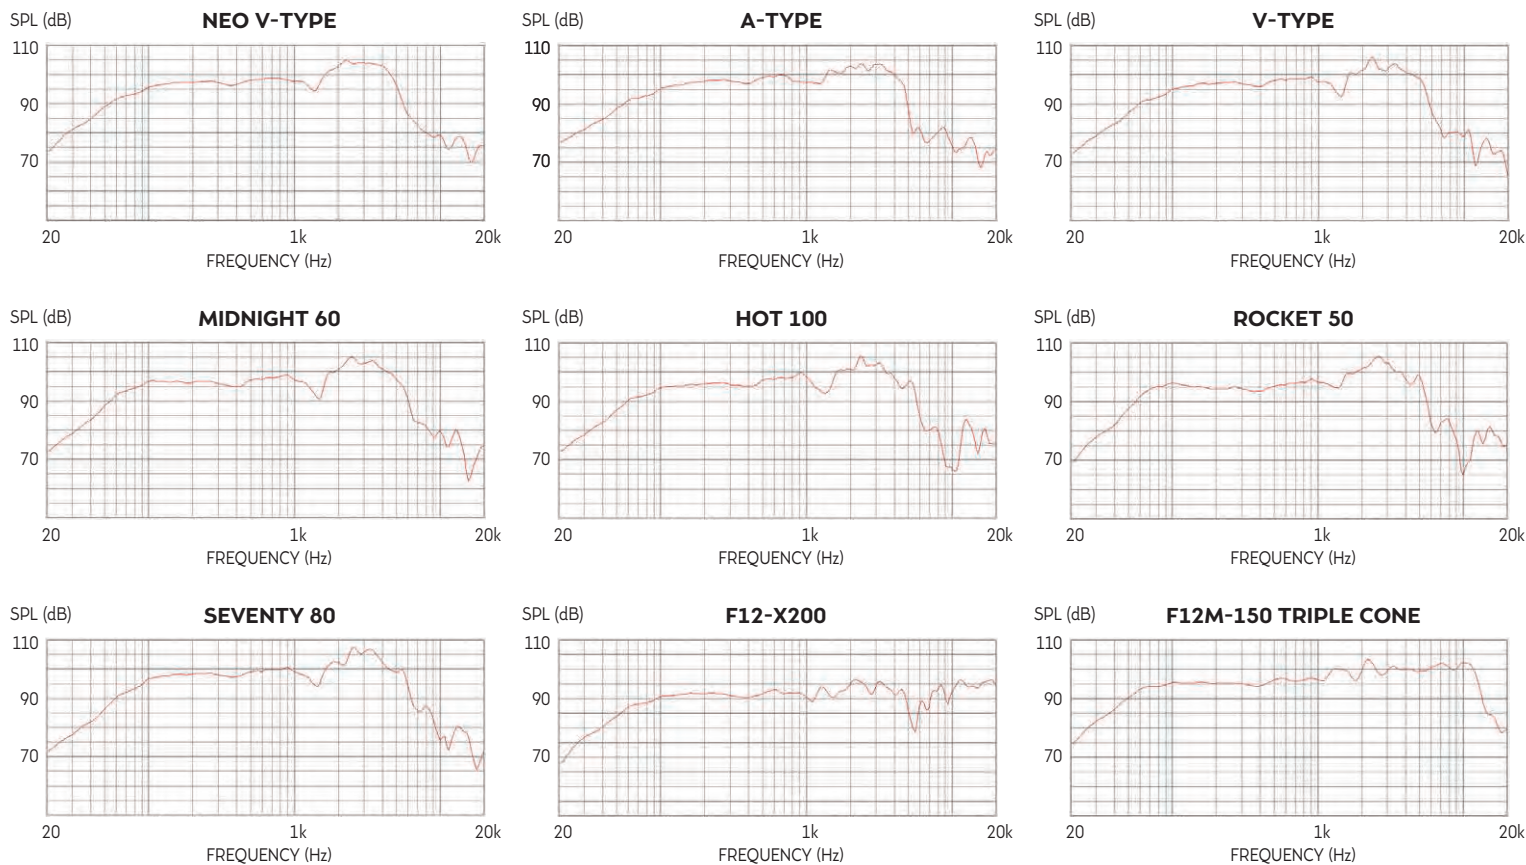 SPL (dB) NEO V-TYPE
110
90
70
20 1k 20k
FREQUENCY (Hz)
SPL (dB) A-TYPE
110
90
70
20 1k 20k
FREQUENCY (Hz)
SPL (dB) V-TYPE
110
90
70
20 1k 20k
FREQUENCY (Hz)
SPL (dB) MIDNIGHT 60
110
90
70
20 1k 20k
FREQUENCY (Hz)
SPL (dB) HOT 100
110
90
70
20 1k 20k
FREQUENCY (Hz)
SPL (dB) ROCKET 50
110
90
70
20 1k 20k
FREQUENCY (Hz)
SPL (dB) SEVENTY 80
110
90
70
20 1k 20k
FREQUENCY (Hz)
SPL (dB) F12-X200
110
90
70
20 1k 20k
FREQUENCY (Hz)
SPL (dB) F12M-150 TRIPLE CONE
110
90
70
20 1k 20k
FREQUENCY (Hz)